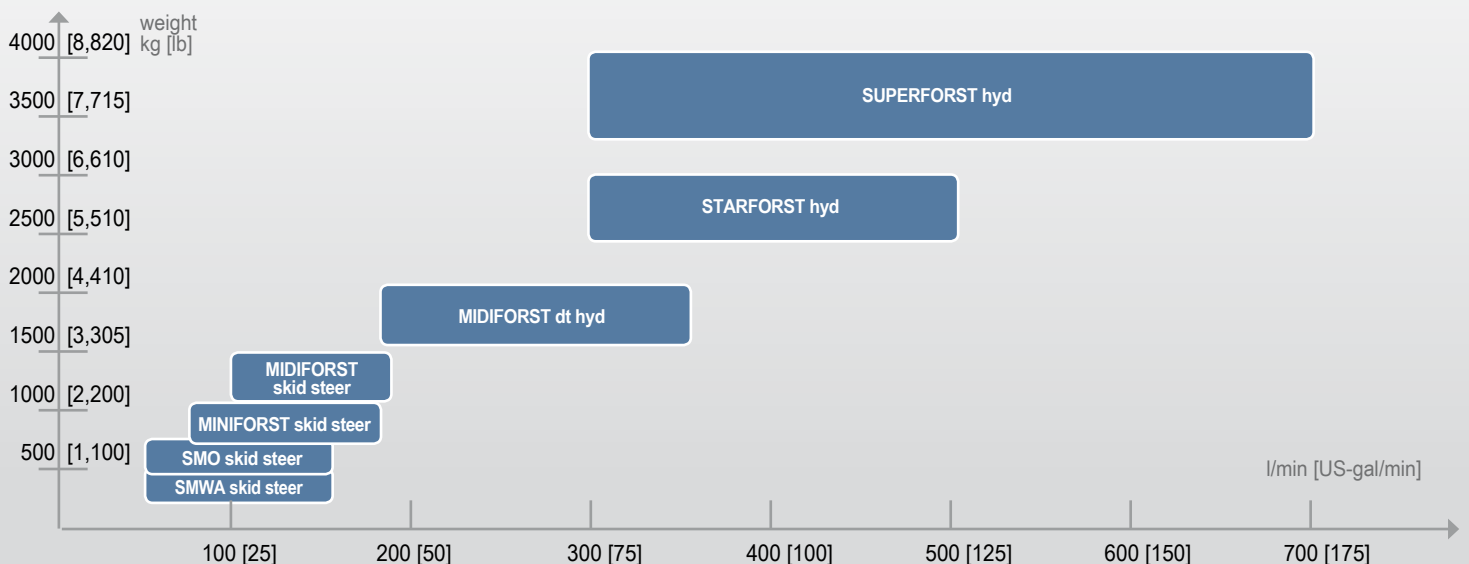 weight
4000 [8,820] kg [lb]
SUPERFORST hyd
3500 [7,715]
3000 [6,610]
STARFORST hyd
2500 [5,510]
2000 [4,410]
MIDIFORST dt hyd
1500 [3,305]
MIDIFORST
skid steer
1000 [2,200]
MINIFORST skid steer
500 [1,100]
SMO skid steer
l/min [US-gal/min]
SMWA skid steer
100 [25] 200 [50] 300 [75] 400 [100] 500 [125] 600 [150] 700 [175]